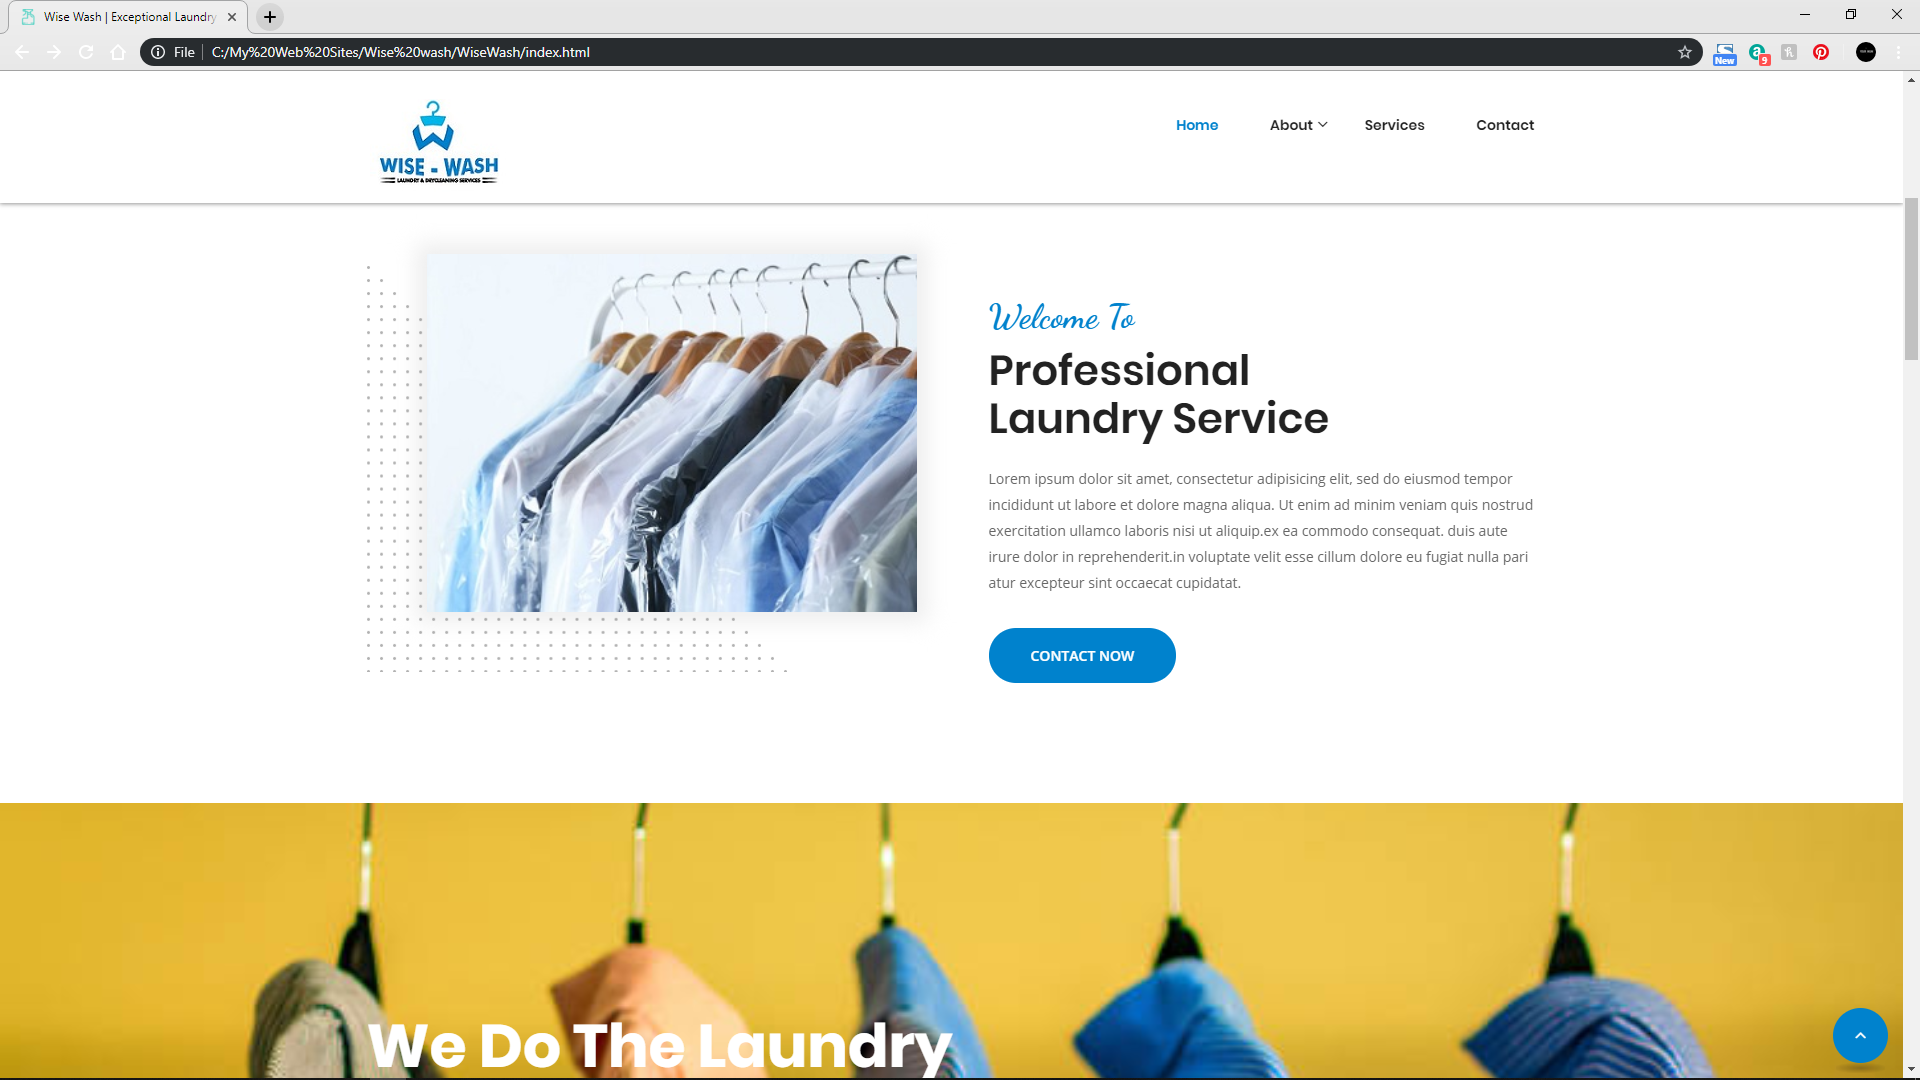 Wise Wash | Exceptional Laundry
File
C:/My%20Web%20Sites/Wise%20wash/WiseWash/index.html
New
9
WISE - WASH
LAUNDRY & DRYCLEANING SERVICES
Home
About
Services
Contact
Welcome To
Professional
Laundry Service
Lorem ipsum dolor sit amet, consectetur adipisicing elit, sed do eiusmod tempor
incididunt ut labore et dolore magna aliqua. Ut enim ad minim veniam quis nostrud
exercitation ullamco laboris nisi ut aliquip.ex ea commodo consequat. duis aute
irure dolor in reprehenderit.in voluptate velit esse cillum dolore eu fugiat nulla pari
atur excepteur sint occaecat cupidatat.
CONTACT NOW
We Do The Laundry